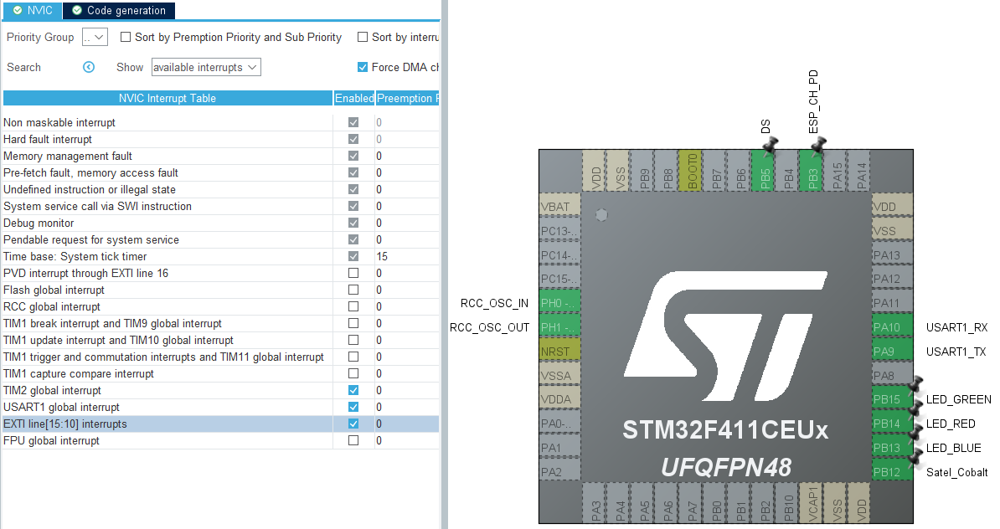 NVIC
Code generation
Priority Group .. Sort by Premption Priority and Sub Priority Sort by interru
Search Show available interrupts Force DMA ch
NVIC Interrupt Table Enabled Preemption P
Non maskable interrupt 0
Hard fault interrupt 0
Memory management fault 0
Pre-fetch fault, memory access fault 0
Undefined instruction or illegal state 0
System service call via SWI instruction 0
Debug monitor 0
Pendable request for system service 0
Time base: System tick timer 15
PVD interrupt through EXTI line 16 0
Flash global interrupt 0
RCC global interrupt 0
TIM1 break interrupt and TIM9 global interrupt 0
TIM1 update interrupt and TIM10 global interrupt 0
TIM1 trigger and commutation interrupts and TIM11 global interrupt 0
TIM1 capture compare interrupt 0
TIM2 global interrupt 0
USART1 global interrupt 0
EXTI line[15:10] interrupts 0
FPU global interrupt 0
DS
ESP_CH_PD
VDD
VSS
PB9
PB8
BOOT0
PB7
PB6
PB5
PB4
PB3
PA15
PA14
VBAT
PC13-..
PC14-..
PC15-..
RCC_OSC_IN PH0 -..
RCC_OSC_OUT PH1 -..
NRST
VSSA
VDDA
PA0-..
PA1
PA2
VDD
VSS
PA13
PA12
PA11
PA10 USART1_RX
PA9 USART1_TX
PA8
PB15 LED_GREEN
PB14 LED_RED
PB13 LED_BLUE
PB12 Satel_Cobalt
ST
STM32F411CEUx
UFQFPN48
PA3
PA4
PA5
PA6
PA7
PB0
PB1
PB2
PB10
VCAP1
VSS
VDD